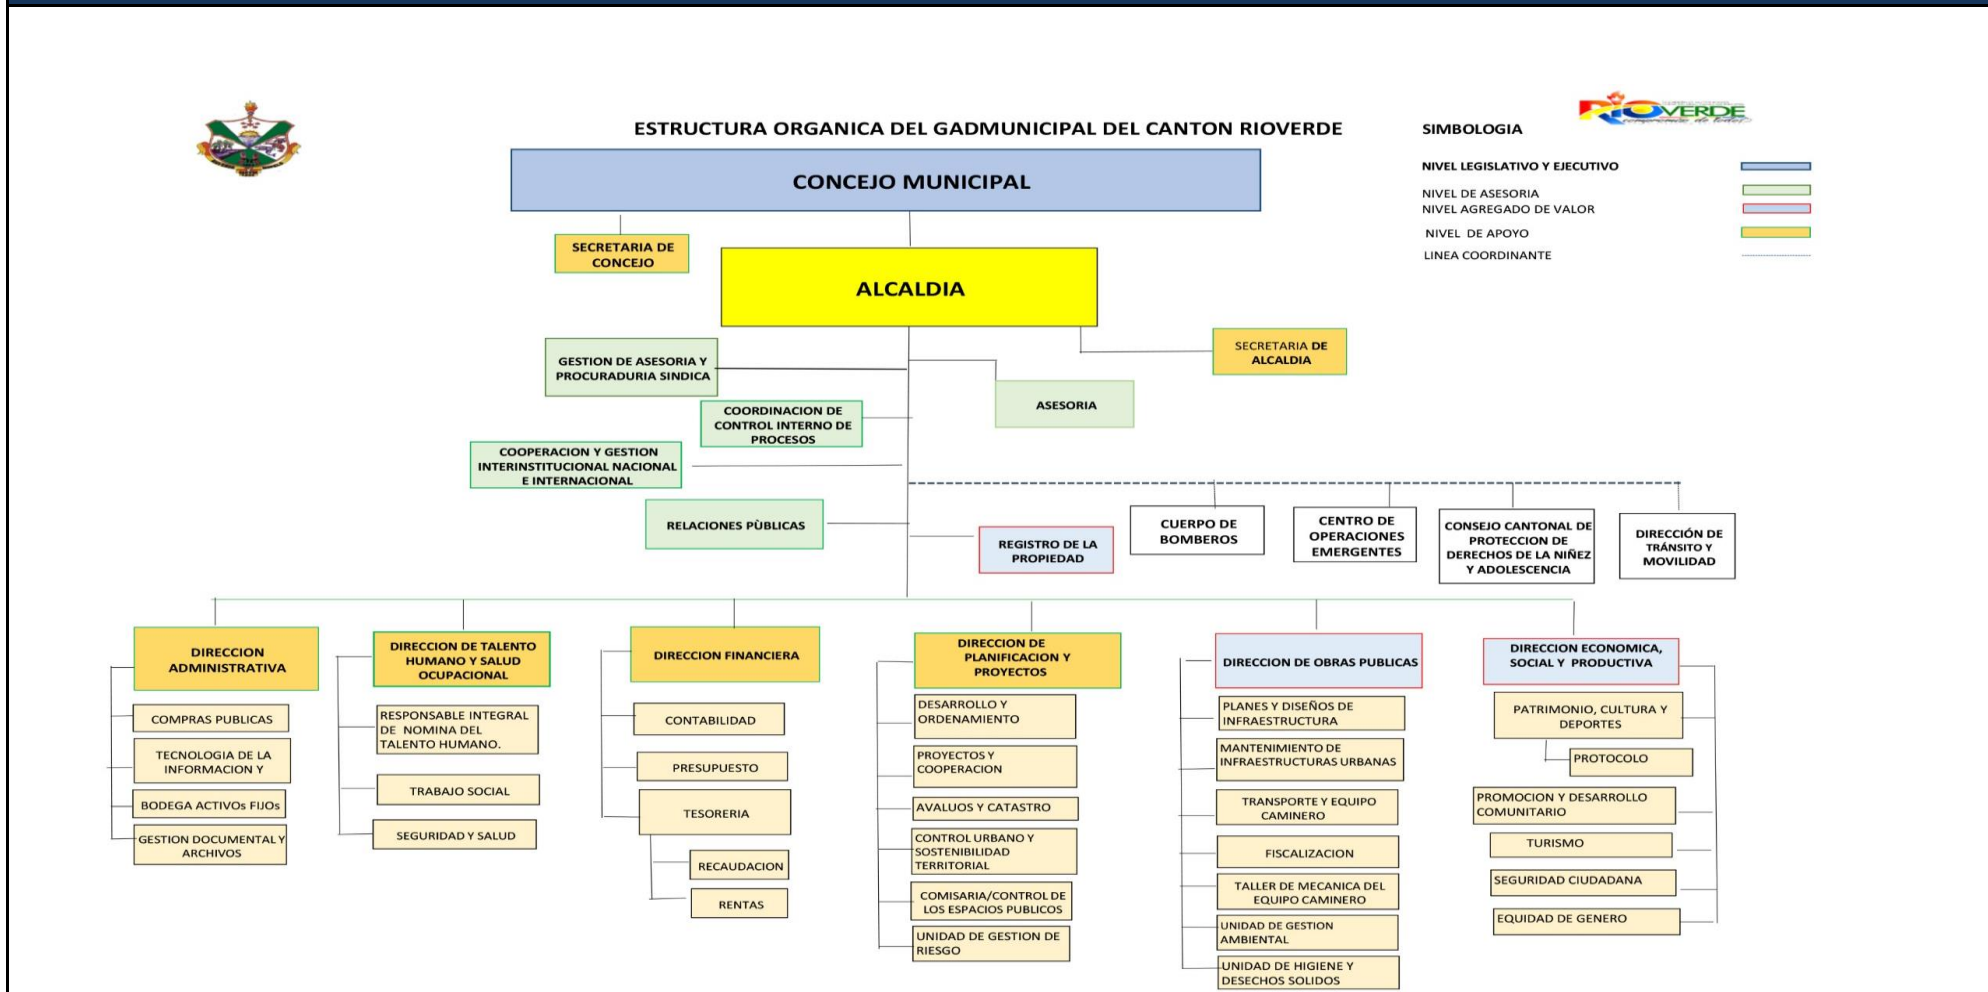 ESTRUCTURA ORGANICA DEL GADMUNICIPAL DEL CANTON RIOVERDE
SIMBOLOGIA
RIOVERDE
NIVEL LEGISLATIVO Y EJECUTIVO
NIVEL DE ASESORIA
NIVEL AGREGADO DE VALOR
NIVEL DE APOYO
LINEA COORDINANTE
CONCEJO MUNICIPAL
SECRETARIA DE
CONCEJO
ALCALDIA
SECRETARIA DE
ALCALDIA
GESTION DE ASESORIA Y
PROCURADURIA SINDICA
ASESORIA
COORDINACION DE
CONTROL INTERNO DE
PROCESOS
COOPERACION Y GESTION
INTERINSTITUCIONAL NACIONAL
E INTERNACIONAL
RELACIONES PÙBLICAS
REGISTRO DE LA
PROPIEDAD
CUERPO DE
BOMBEROS
CENTRO DE
OPERACIONES
EMERGENTES
CONSEJO CANTONAL DE
PROTECCION DE
DERECHOS DE LA NIÑEZ
Y ADOLESCENCIA
DIRECCIÓN DE
TRÁNSITO Y
MOVILIDAD
DIRECCION
ADMINISTRATIVA
COMPRAS PUBLICAS
TECNOLOGIA DE LA
INFORMACION Y
BODEGA ACTIVOs FIJOs
GESTION DOCUMENTAL Y
ARCHIVOS
DIRECCION DE TALENTO
HUMANO Y SALUD
OCUPACIONAL
RESPONSABLE INTEGRAL
DE NOMINA DEL
TALENTO HUMANO.
TRABAJO SOCIAL
SEGURIDAD Y SALUD
DIRECCION FINANCIERA
CONTABILIDAD
PRESUPUESTO
TESORERIA
RECAUDACION
RENTAS
DIRECCION DE
PLANIFICACION Y
PROYECTOS
DESARROLLO Y
ORDENAMIENTO
PROYECTOS Y
COOPERACION
AVALUOS Y CATASTRO
CONTROL URBANO Y
SOSTENIBILIDAD
TERRITORIAL
COMISARIA/CONTROL DE
LOS ESPACIOS PUBLICOS
UNIDAD DE GESTION DE
RIESGO
DIRECCION DE OBRAS PUBLICAS
PLANES Y DISEÑOS DE
INFRAESTRUCTURA
MANTENIMIENTO DE
INFRAESTRUCTURAS URBANAS
TRANSPORTE Y EQUIPO
CAMINERO
FISCALIZACION
TALLER DE MECANICA DEL
EQUIPO CAMINERO
UNIDAD DE GESTION
AMBIENTAL
UNIDAD DE HIGIENE Y
DESECHOS SOLIDOS
DIRECCION ECONOMICA,
SOCIAL Y PRODUCTIVA
PATRIMONIO, CULTURA Y
DEPORTES
PROTOCOLO
PROMOCION Y DESARROLLO
COMUNITARIO
TURISMO
SEGURIDAD CIUDADANA
EQUIDAD DE GENERO